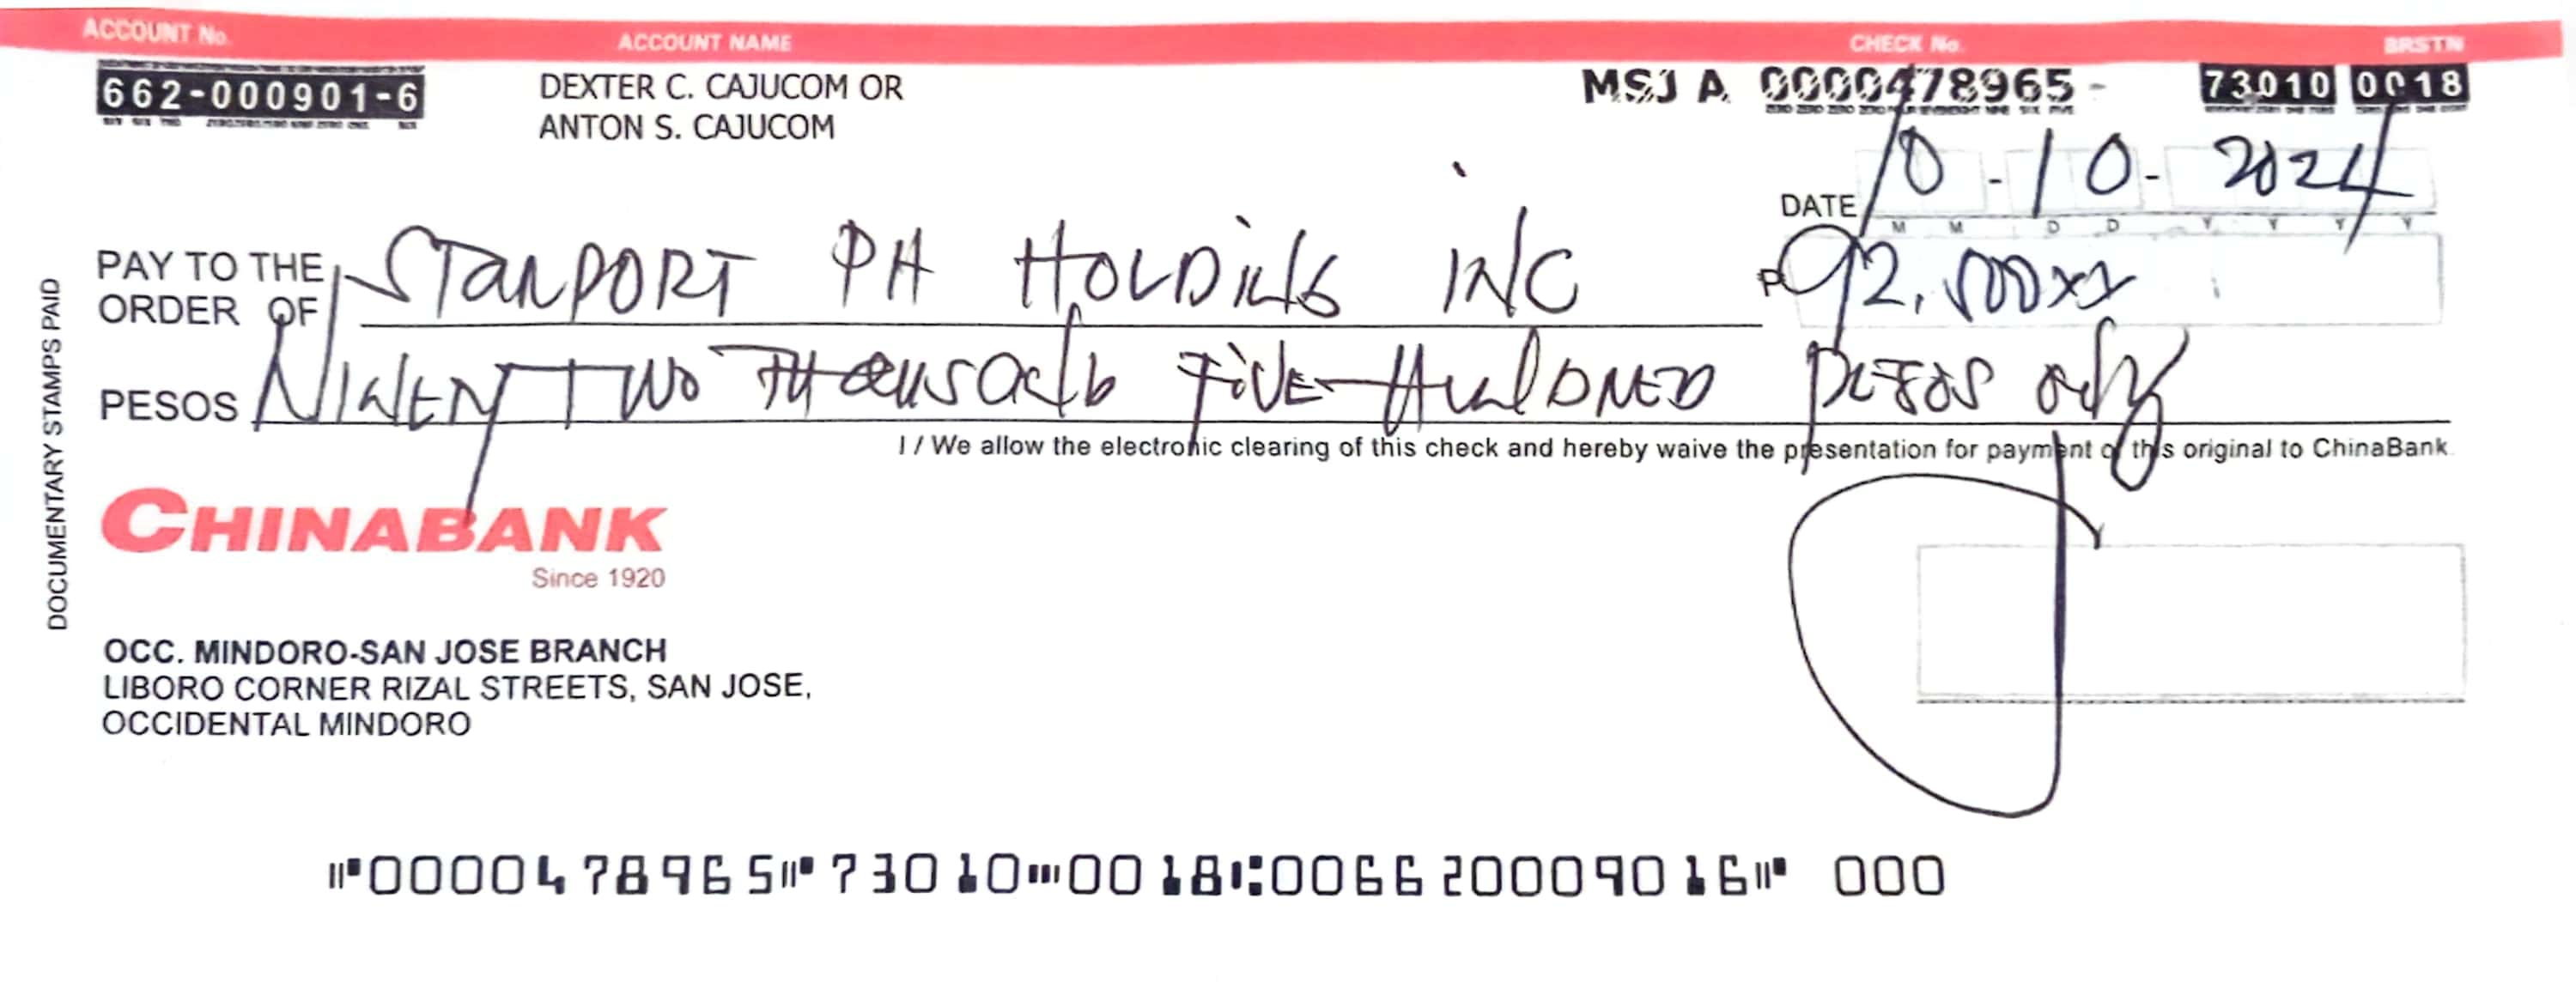 ACCOUNT No. ACCOUNT NAME CHECK No. BRSTN
662-000901-6 DEXTER C. CAJUCOM OR MSJ A 0000478965- 73010 0018
ANTON S. CAJUCOM
DATE 10-10-2024
M M D D Y Y Y Y
PAY TO THE
ORDER OF STANPORT PH HOLDINGS INC P 92,500xx
PESOS NINENTY TWO THOUSAND FIVE HUNDRED PESOS only
I / We allow the electronic clearing of this check and hereby waive the presentation for payment of this original to ChinaBank.
DOCUMENTARY STAMPS PAID
CHINABANK
Since 1920
OCC. MINDORO-SAN JOSE BRANCH
LIBORO CORNER RIZAL STREETS, SAN JOSE,
OCCIDENTAL MINDORO
⑈0000478965⑈73010⑉0018⑆006620009016⑈ 000